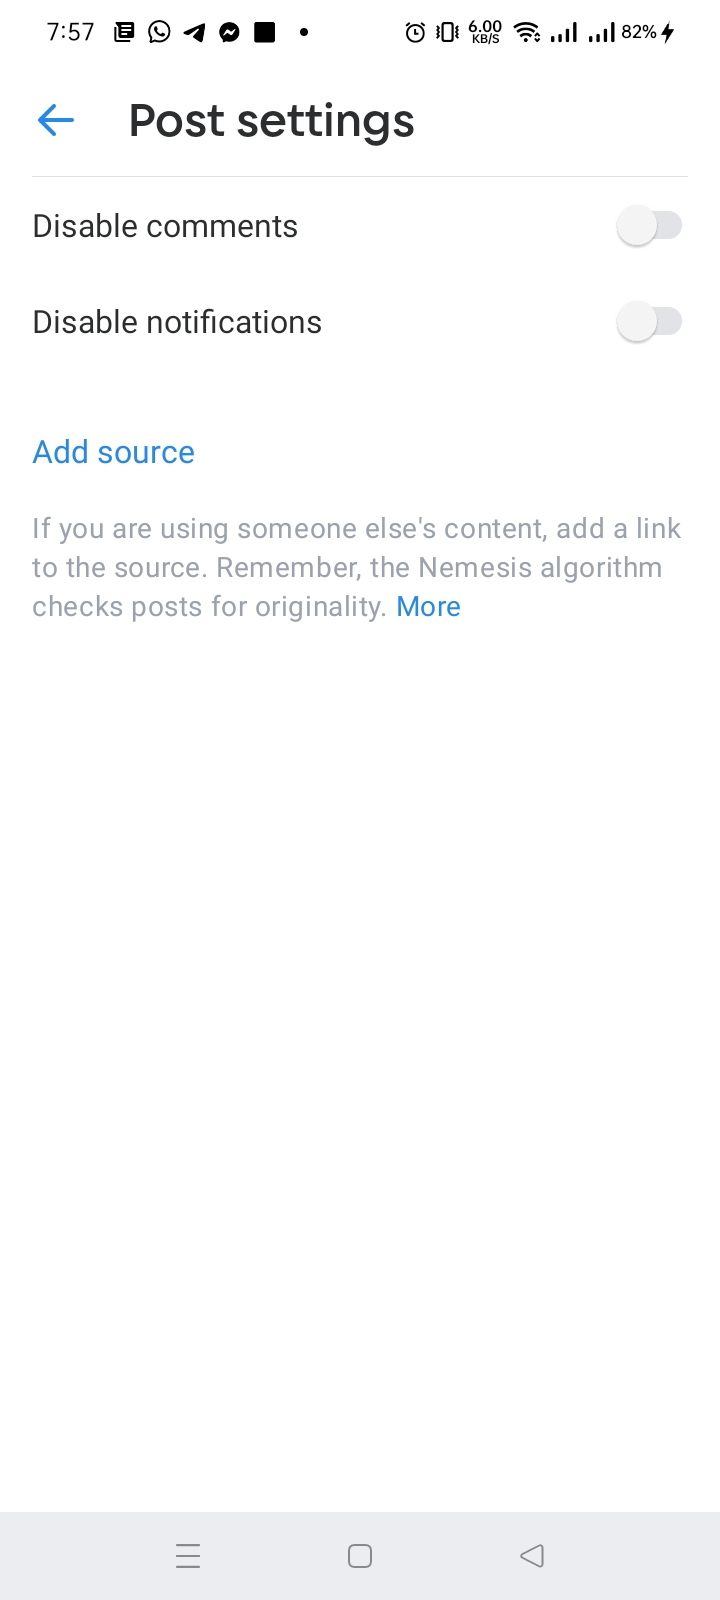 7:57 6.00 KB/S 82%
Post settings
Disable comments
Disable notifications
Add source
If you are using someone else's content, add a link
to the source. Remember, the Nemesis algorithm
checks posts for originality. More